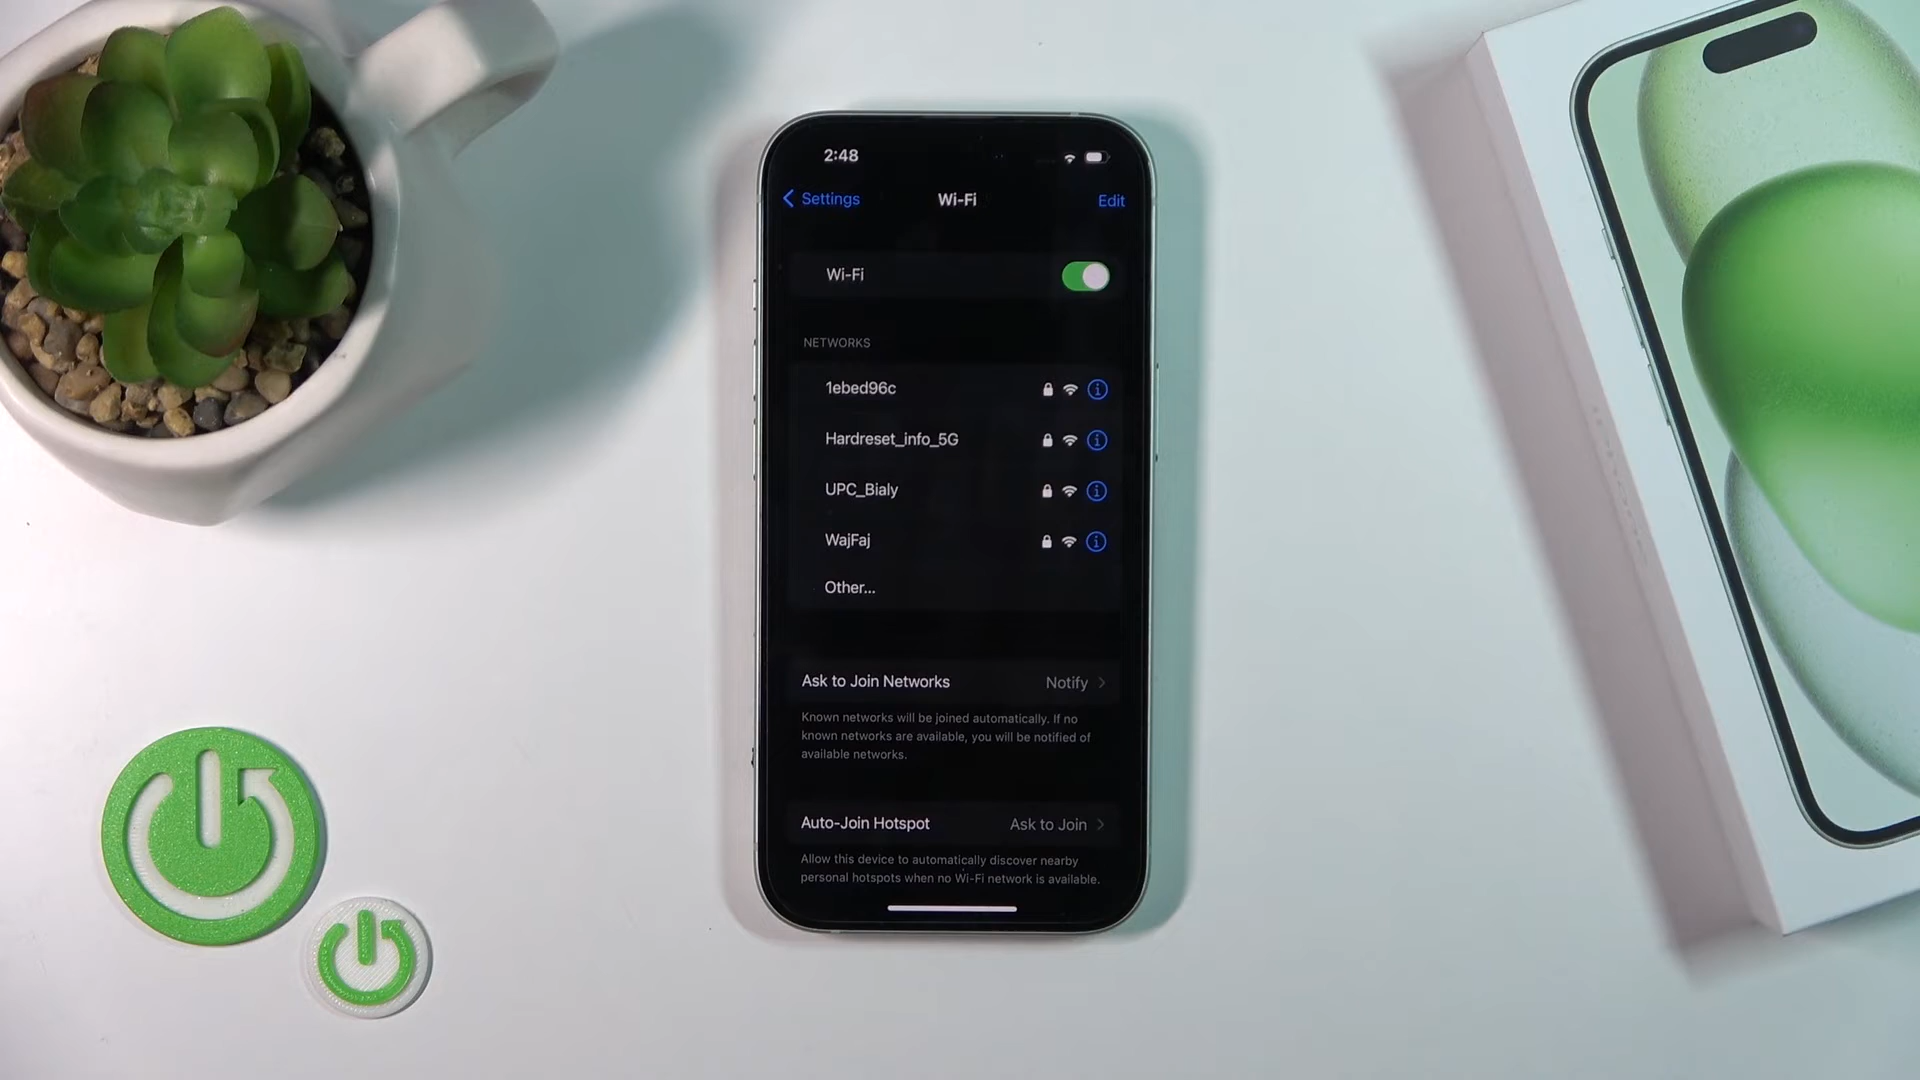 2:48
Settings
Wi-Fi
Edit
Wi-Fi
NETWORKS
1ebed96c
Hardreset_info_5G
UPC_Bialy
WajFaj
Other...
Ask to Join Networks
Notify
Known networks will be joined automatically. If no
known networks are available, you will be notified of
available networks.
Auto-Join Hotspot
Ask to Join
Allow this device to automatically discover nearby
personal hotspots when no Wi-Fi network is available.